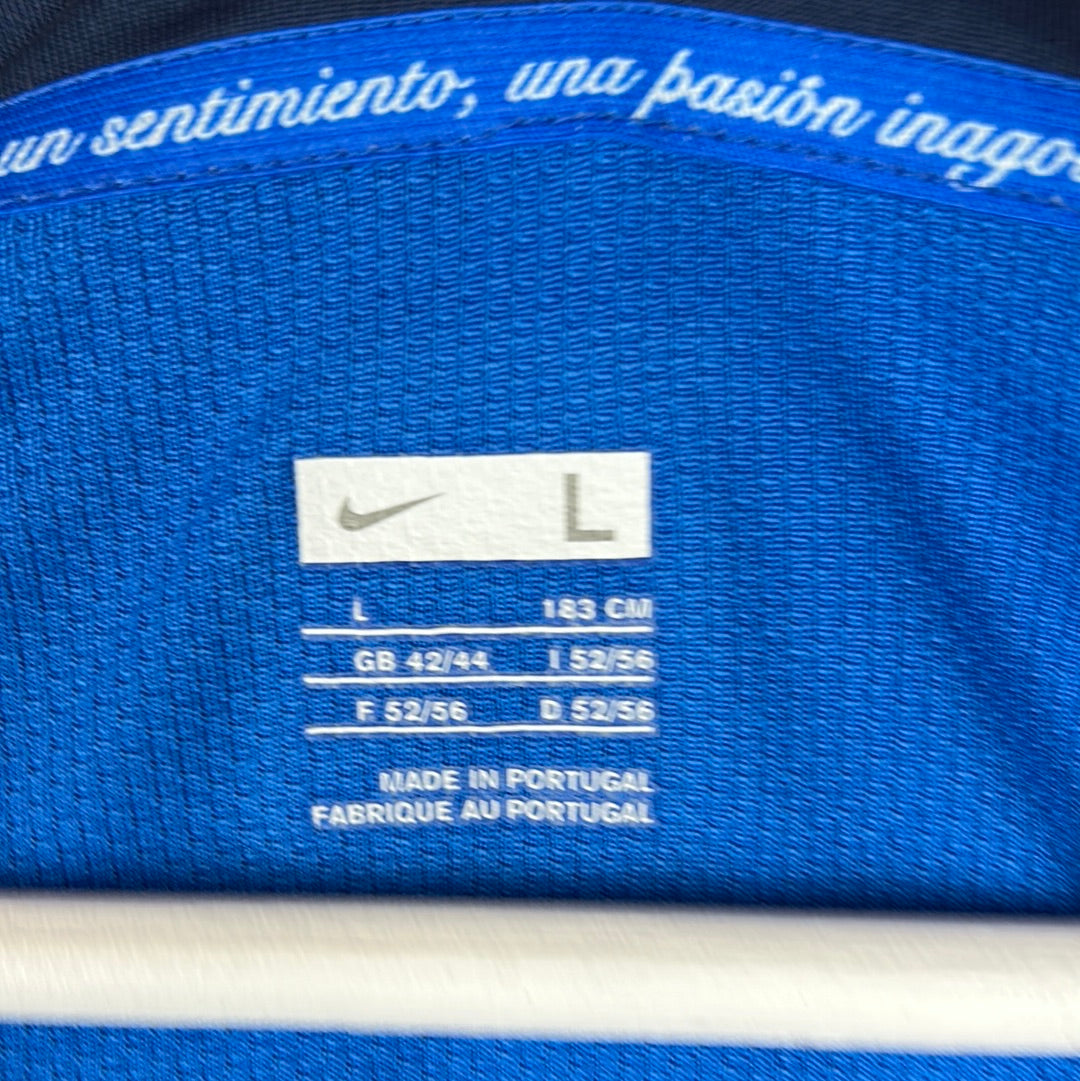 un sentimiento, una pasión
L
L 183 CM
GB 42/44 I 52/56
F 52/56 D 52/56
MADE IN PORTUGAL
FABRIQUE AU PORTUGAL